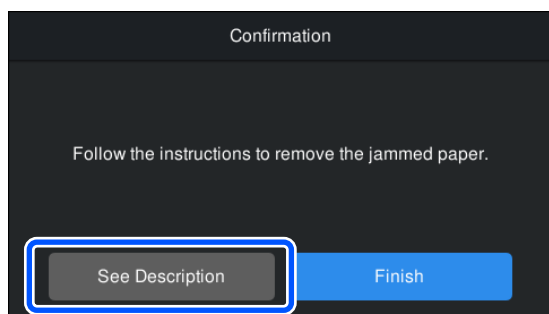 Confirmation
Follow the instructions to remove the jammed paper.
See Description
Finish